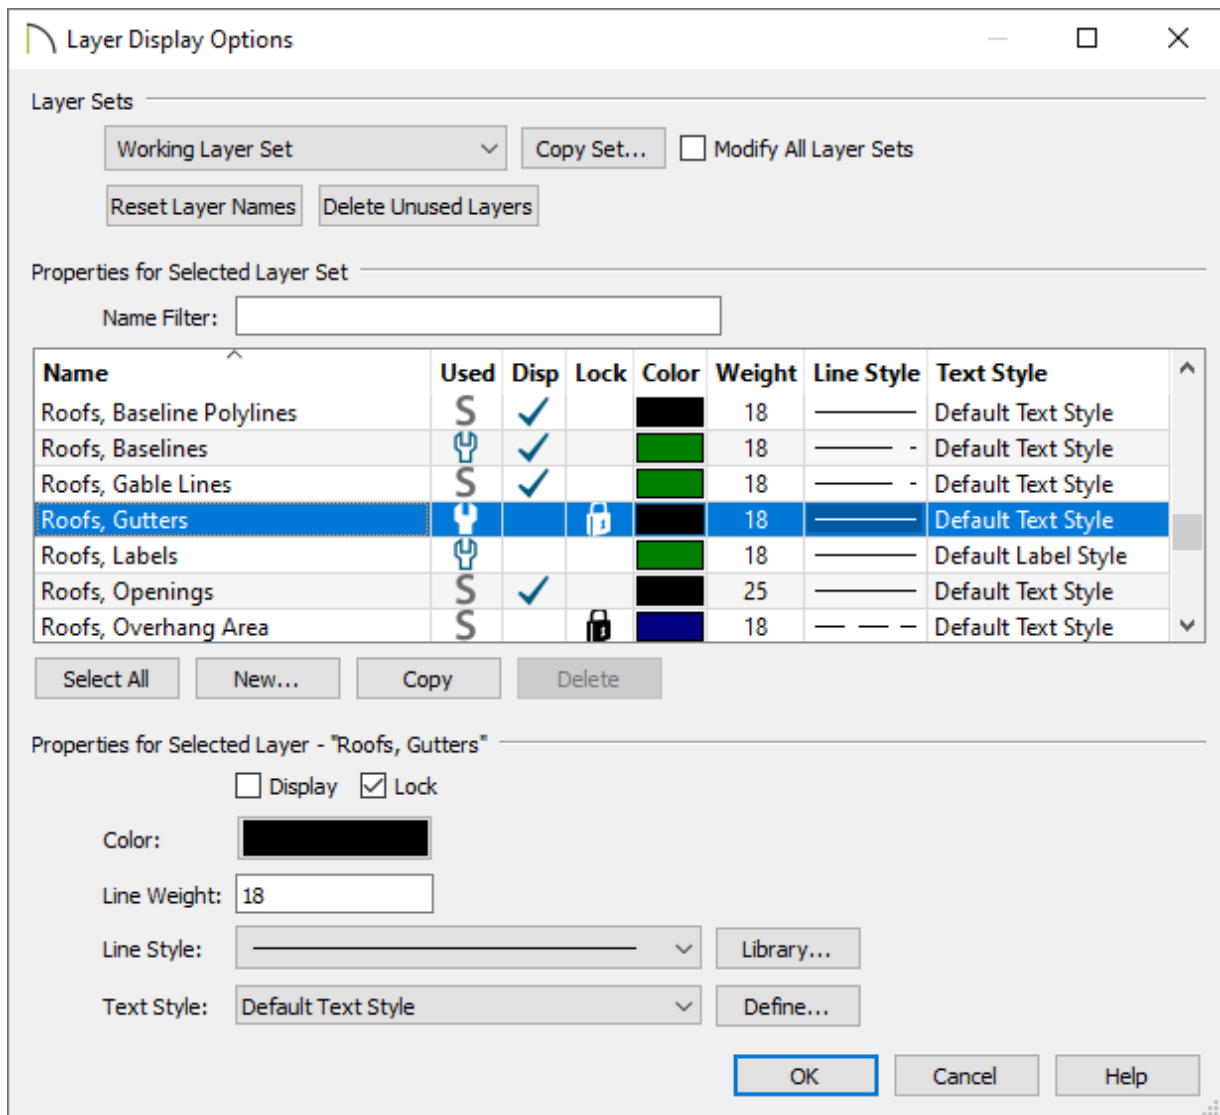 Layer Display Options
Layer Sets
Working Layer Set Copy Set... Modify All Layer Sets
Reset Layer Names Delete Unused Layers
Properties for Selected Layer Set
Name Filter:
Name Used Disp Lock Color Weight Line Style Text Style
Roofs, Baseline Polylines S 18 Default Text Style
Roofs, Baselines 18 Default Text Style
Roofs, Gable Lines S 18 Default Text Style
Roofs, Gutters 18 Default Text Style
Roofs, Labels 18 Default Label Style
Roofs, Openings S 25 Default Text Style
Roofs, Overhang Area S 18 Default Text Style
Select All New... Copy Delete
Properties for Selected Layer - "Roofs, Gutters"
Display Lock
Color:
Line Weight: 18
Line Style: Library...
Text Style: Default Text Style Define...
OK Cancel Help